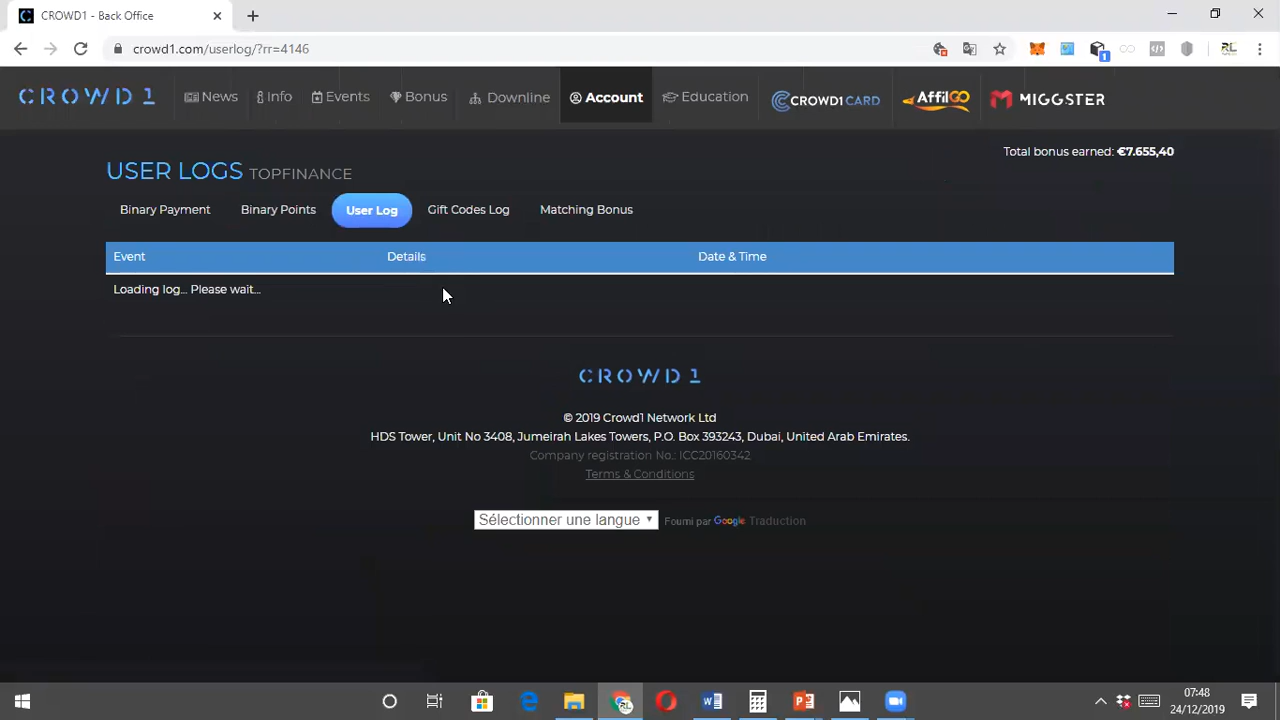 CROWD1 - Back Office
crowd1.com/userlog/?rr=4146
CROWD1 News Info Events Bonus Downline Account Education CROWD1CARD AffilGO MIGGSTER
Total bonus earned: €7.655,40
USER LOGS TOPFINANCE
Binary Payment Binary Points User Log Gift Codes Log Matching Bonus
Event Details Date & Time
Loading log... Please wait...
CROWD1
© 2019 Crowd1 Network Ltd
HDS Tower, Unit No 3408, Jumeirah Lakes Towers, P.O. Box 393243, Dubai, United Arab Emirates.
Company registration No.: ICC20160342
Terms & Conditions
Sélectionner une langue Fourni par Google Traduction
07:48
24/12/2019